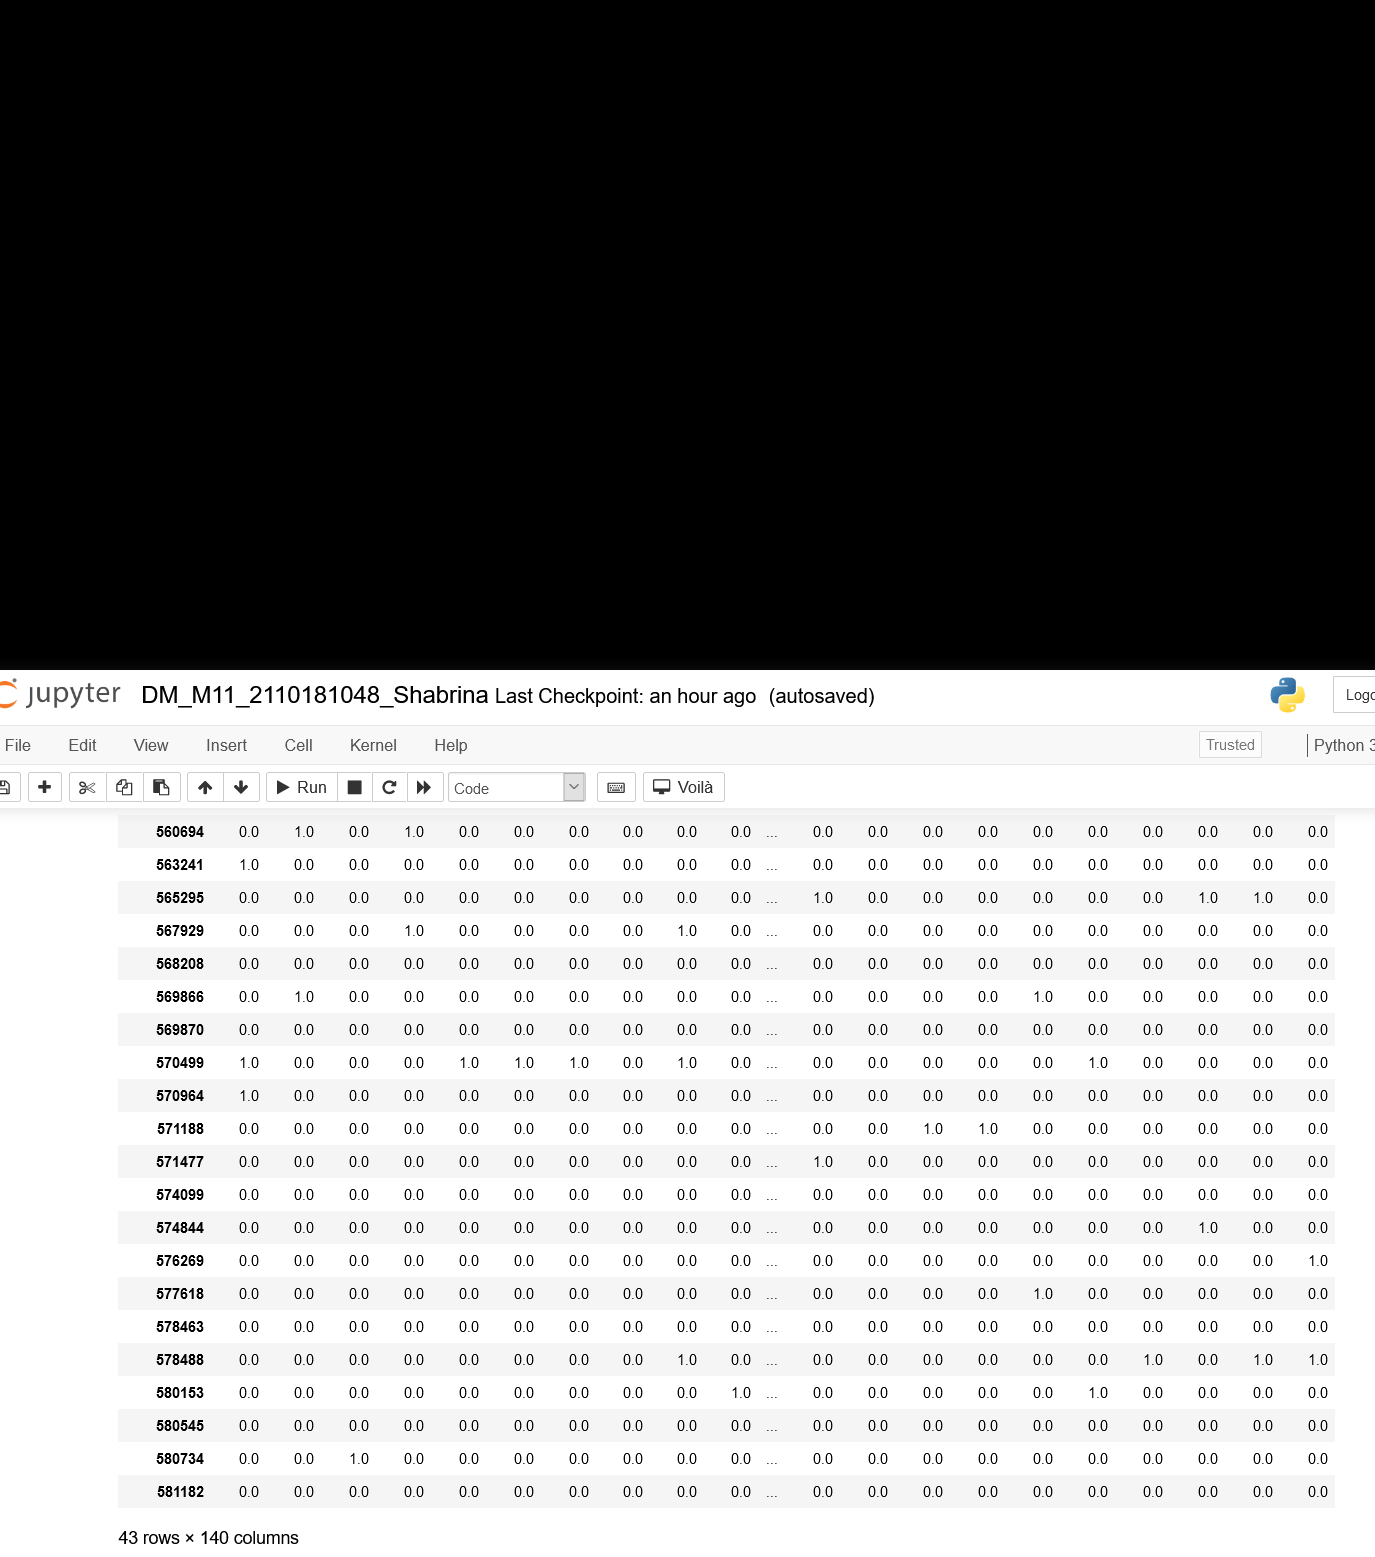 jupyter DM_M11_2110181048_Shabrina Last Checkpoint: an hour ago (autosaved)
File Edit View Insert Cell Kernel Help Trusted Python 3
Run Code Voilà
560694 0.0 1.0 0.0 1.0 0.0 0.0 0.0 0.0 0.0 0.0 ... 0.0 0.0 0.0 0.0 0.0 0.0 0.0 0.0 0.0 0.0
563241 1.0 0.0 0.0 0.0 0.0 0.0 0.0 0.0 0.0 0.0 ... 0.0 0.0 0.0 0.0 0.0 0.0 0.0 0.0 0.0 0.0
565295 0.0 0.0 0.0 0.0 0.0 0.0 0.0 0.0 0.0 0.0 ... 1.0 0.0 0.0 0.0 0.0 0.0 0.0 1.0 1.0 0.0
567929 0.0 0.0 0.0 1.0 0.0 0.0 0.0 0.0 1.0 0.0 ... 0.0 0.0 0.0 0.0 0.0 0.0 0.0 0.0 0.0 0.0
568208 0.0 0.0 0.0 0.0 0.0 0.0 0.0 0.0 0.0 0.0 ... 0.0 0.0 0.0 0.0 0.0 0.0 0.0 0.0 0.0 0.0
569866 0.0 1.0 0.0 0.0 0.0 0.0 0.0 0.0 0.0 0.0 ... 0.0 0.0 0.0 0.0 1.0 0.0 0.0 0.0 0.0 0.0
569870 0.0 0.0 0.0 0.0 0.0 0.0 0.0 0.0 0.0 0.0 ... 0.0 0.0 0.0 0.0 0.0 0.0 0.0 0.0 0.0 0.0
570499 1.0 0.0 0.0 0.0 1.0 1.0 1.0 0.0 1.0 0.0 ... 0.0 0.0 0.0 0.0 0.0 1.0 0.0 0.0 0.0 0.0
570964 1.0 0.0 0.0 0.0 0.0 0.0 0.0 0.0 0.0 0.0 ... 0.0 0.0 0.0 0.0 0.0 0.0 0.0 0.0 0.0 0.0
571188 0.0 0.0 0.0 0.0 0.0 0.0 0.0 0.0 0.0 0.0 ... 0.0 0.0 1.0 1.0 0.0 0.0 0.0 0.0 0.0 0.0
571477 0.0 0.0 0.0 0.0 0.0 0.0 0.0 0.0 0.0 0.0 ... 1.0 0.0 0.0 0.0 0.0 0.0 0.0 0.0 0.0 0.0
574099 0.0 0.0 0.0 0.0 0.0 0.0 0.0 0.0 0.0 0.0 ... 0.0 0.0 0.0 0.0 0.0 0.0 0.0 0.0 0.0 0.0
574844 0.0 0.0 0.0 0.0 0.0 0.0 0.0 0.0 0.0 0.0 ... 0.0 0.0 0.0 0.0 0.0 0.0 0.0 1.0 0.0 0.0
576269 0.0 0.0 0.0 0.0 0.0 0.0 0.0 0.0 0.0 0.0 ... 0.0 0.0 0.0 0.0 0.0 0.0 0.0 0.0 0.0 1.0
577618 0.0 0.0 0.0 0.0 0.0 0.0 0.0 0.0 0.0 0.0 ... 0.0 0.0 0.0 0.0 1.0 0.0 0.0 0.0 0.0 0.0
578463 0.0 0.0 0.0 0.0 0.0 0.0 0.0 0.0 0.0 0.0 ... 0.0 0.0 0.0 0.0 0.0 0.0 0.0 0.0 0.0 0.0
578488 0.0 0.0 0.0 0.0 0.0 0.0 0.0 0.0 1.0 0.0 ... 0.0 0.0 0.0 0.0 0.0 0.0 1.0 0.0 1.0 1.0
580153 0.0 0.0 0.0 0.0 0.0 0.0 0.0 0.0 0.0 1.0 ... 0.0 0.0 0.0 0.0 0.0 1.0 0.0 0.0 0.0 0.0
580545 0.0 0.0 0.0 0.0 0.0 0.0 0.0 0.0 0.0 0.0 ... 0.0 0.0 0.0 0.0 0.0 0.0 0.0 0.0 0.0 0.0
580734 0.0 0.0 1.0 0.0 0.0 0.0 0.0 0.0 0.0 0.0 ... 0.0 0.0 0.0 0.0 0.0 0.0 0.0 0.0 0.0 0.0
581182 0.0 0.0 0.0 0.0 0.0 0.0 0.0 0.0 0.0 0.0 ... 0.0 0.0 0.0 0.0 0.0 0.0 0.0 0.0 0.0 0.0
43 rows × 140 columns